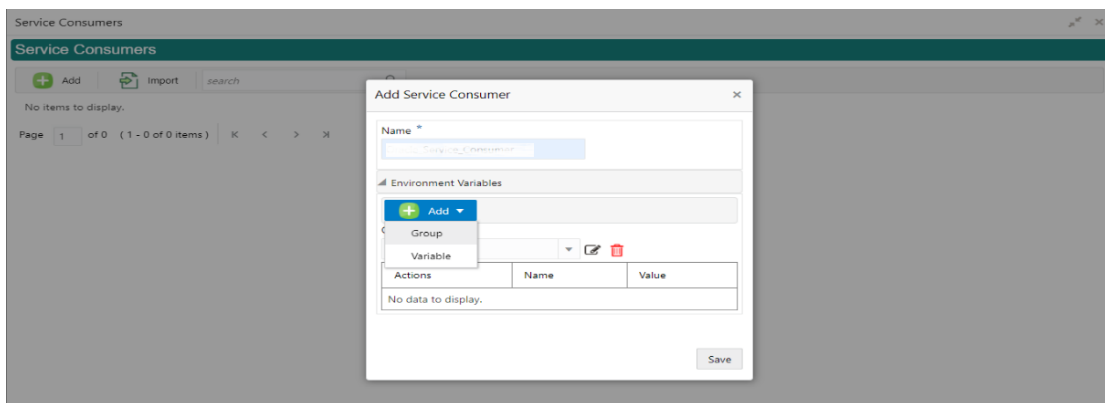 Service Consumers
Service Consumers
Add Import search
No items to display.
Page 1 of 0 ( 1 - 0 of 0 items ) K < > >|
Add Service Consumer ×
Name *
Environment Variables
Add
Group
Variable
Actions Name Value
No data to display.
Save